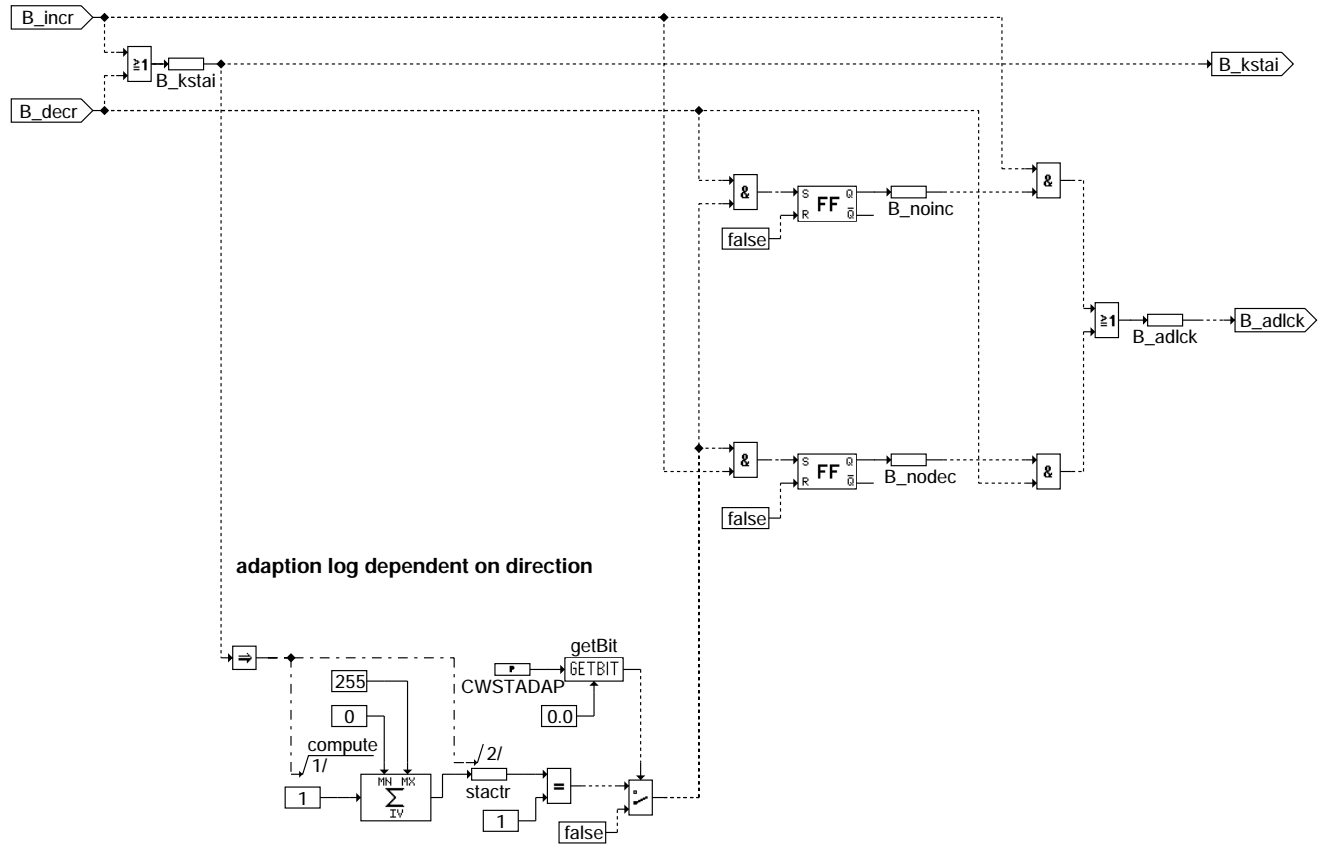 B_incr
≥1
B_kstai
B_kstai
B_decr
&
S Q
R Q
FF
B_noinc
false
&
≥1
B_adlck
B_adlck
&
S Q
R Q
FF
B_nodec
false
&
adaption log dependent on direction
⇒
getBit
P
GETBIT
CWSTADAP
255
0
0.0
compute
1/
2/
MN MX
Σ
IV
1
stactr
=
1
false